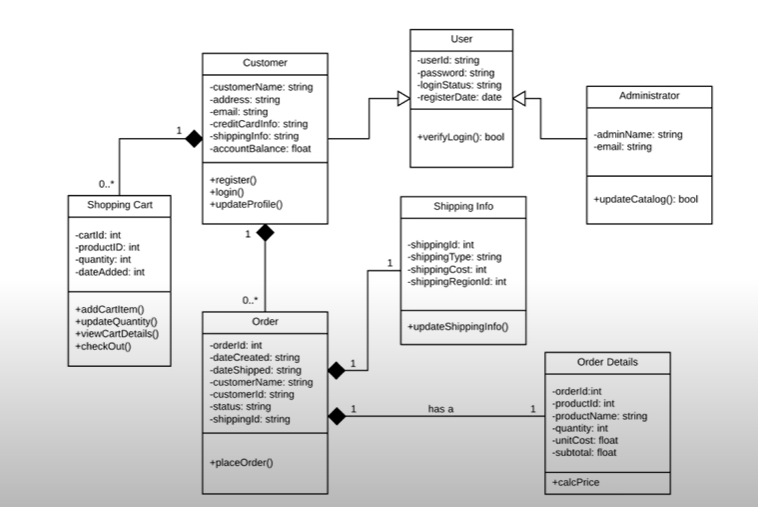 User
-userId: string
-password: string
-loginStatus: string
-registerDate: date
+verifyLogin(): bool
Customer
-customerName: string
-address: string
-email: string
-creditCardInfo: string
-shippingInfo: string
-accountBalance: float
+register()
+login()
+updateProfile()
Administrator
-adminName: string
-email: string
+updateCatalog(): bool
1
0..*
Shopping Cart
-cartId: int
-productID: int
-quantity: int
-dateAdded: int
+addCartItem()
+updateQuantity()
+viewCartDetails()
+checkOut()
1
0..*
Shipping Info
-shippingId: int
-shippingType: string
-shippingCost: int
-shippingRegionId: int
+updateShippingInfo()
1
1
Order
-orderId: int
-dateCreated: string
-dateShipped: string
-customerName: string
-customerId: string
-status: string
-shippingId: string
+placeOrder()
1
has a
1
Order Details
-orderId:int
-productId: int
-productName: string
-quantity: int
-unitCost: float
-subtotal: float
+calcPrice